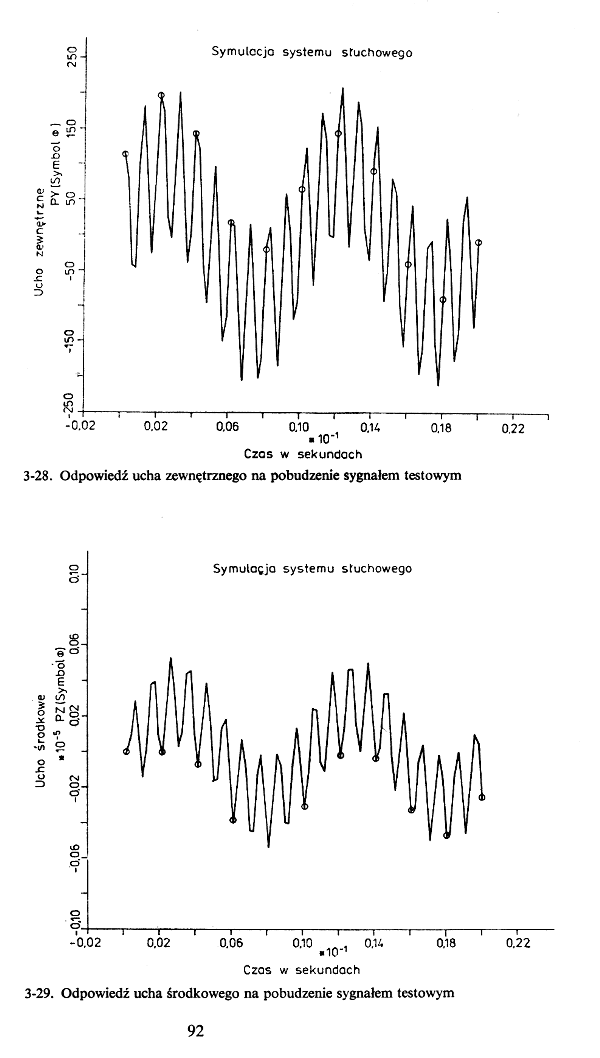 Symulacja systemu słuchowego
250
150
50
-50
-150
-250
Ucho zewnętrzne
PY (Symbol ⊕)
-0,02
0,02
0,06
0,10
0,14
0,18
0,22
*10-1
Czas w sekundach
3-28. Odpowiedź ucha zewnętrznego na pobudzenie sygnałem testowym
Symulacja systemu słuchowego
0,10
0,06
0,02
-0,02
-0,06
-0,10
Ucho środkowe
*10-5 PZ (Symbol ⊕)
-0,02
0,02
0,06
0,10
0,14
0,18
0,22
*10-1
Czas w sekundach
3-29. Odpowiedź ucha środkowego na pobudzenie sygnałem testowym
92